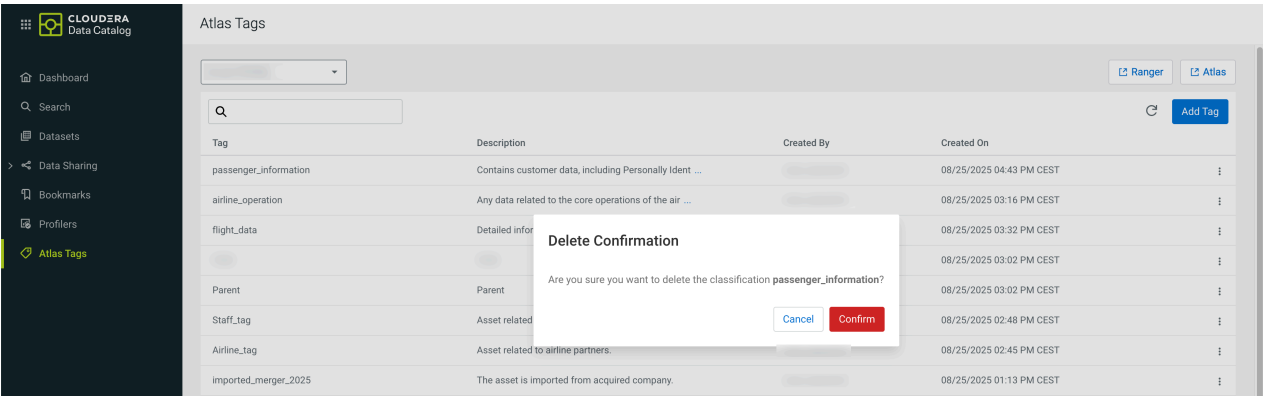 CLOUDERA
Data Catalog
Atlas Tags
Dashboard
Search
Datasets
Data Sharing
Bookmarks
Profilers
Atlas Tags
Ranger
Atlas
Add Tag
Tag Description Created By Created On
passenger_information Contains customer data, including Personally Ident ... 08/25/2025 04:43 PM CEST
airline_operation Any data related to the core operations of the air ... 08/25/2025 03:16 PM CEST
flight_data Detailed infor 08/25/2025 03:32 PM CEST
08/25/2025 03:02 PM CEST
Parent Parent 08/25/2025 03:02 PM CEST
Staff_tag Asset related 08/25/2025 02:48 PM CEST
Airline_tag Asset related to airline partners. 08/25/2025 02:45 PM CEST
imported_merger_2025 The asset is imported from acquired company. 08/25/2025 01:13 PM CEST
Delete Confirmation
Are you sure you want to delete the classification passenger_information?
Cancel Confirm